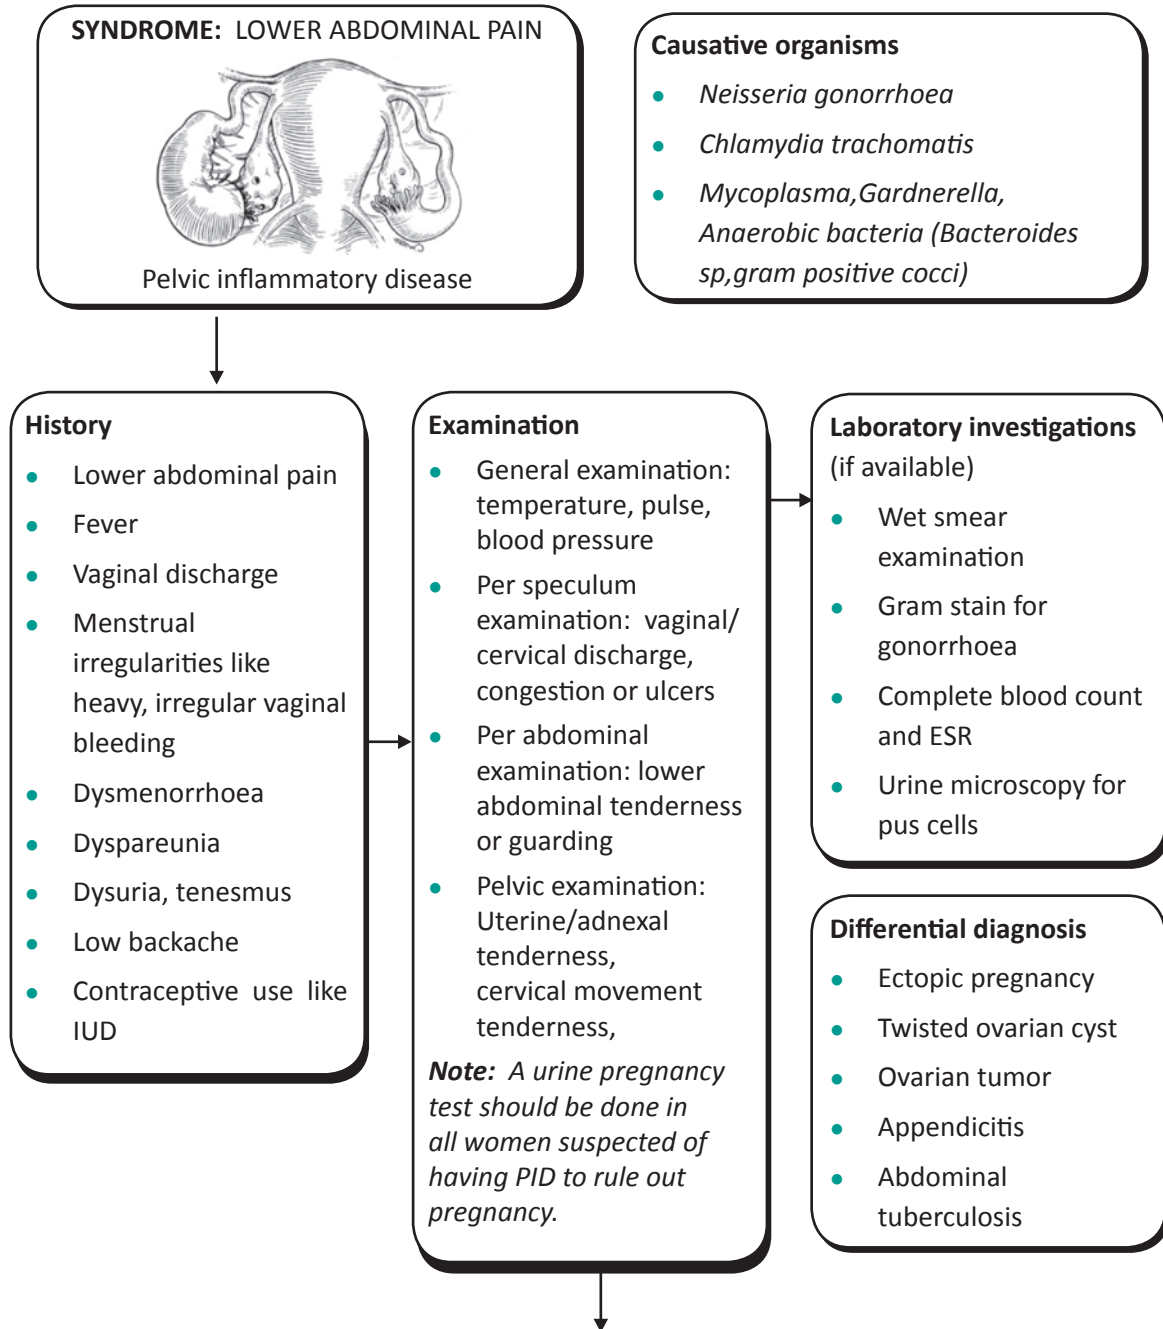 SYNDROME: LOWER ABDOMINAL PAIN
Pelvic inflammatory disease
Causative organisms
● Neisseria gonorrhoea
● Chlamydia trachomatis
● Mycoplasma,Gardnerella,
Anaerobic bacteria (Bacteroides
sp,gram positive cocci)
History
● Lower abdominal pain
● Fever
● Vaginal discharge
● Menstrual
irregularities like
heavy, irregular vaginal
bleeding
● Dysmenorrhoea
● Dyspareunia
● Dysuria, tenesmus
● Low backache
● Contraceptive use like
IUD
Examination
● General examination:
temperature, pulse,
blood pressure
● Per speculum
examination: vaginal/
cervical discharge,
congestion or ulcers
● Per abdominal
examination: lower
abdominal tenderness
or guarding
● Pelvic examination:
Uterine/adnexal
tenderness,
cervical movement
tenderness,
Note: A urine pregnancy
test should be done in
all women suspected of
having PID to rule out
pregnancy.
Laboratory investigations
(if available)
● Wet smear
examination
● Gram stain for
gonorrhoea
● Complete blood count
and ESR
● Urine microscopy for
pus cells
Differential diagnosis
● Ectopic pregnancy
● Twisted ovarian cyst
● Ovarian tumor
● Appendicitis
● Abdominal
tuberculosis